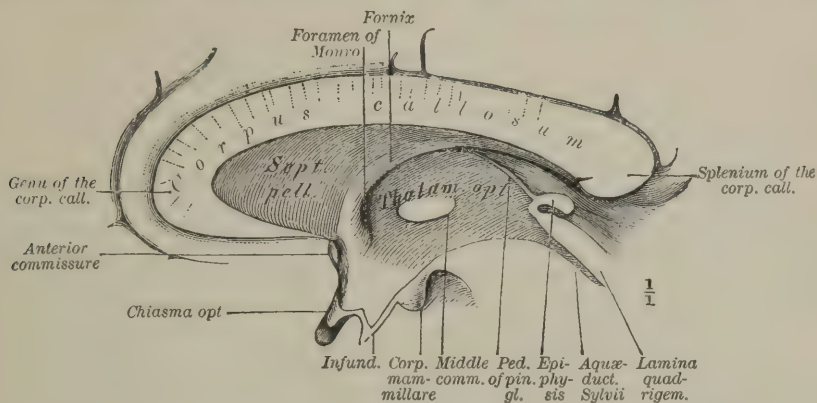 Fornix
Foramen of
Monro
corpus callosum
Sept.
pell.
Thalam opt
Genu of the
corp. call.
Splenium of the
corp. call.
Anterior
commissure
Chiasma opt
1/1
Infund.
Corp.
mam-
millare
Middle
comm.
Ped.
of pin.
gl.
Epi-
phy-
sis
Aquæ-
duct.
Sylvii
Lamina
quad-
rigem.